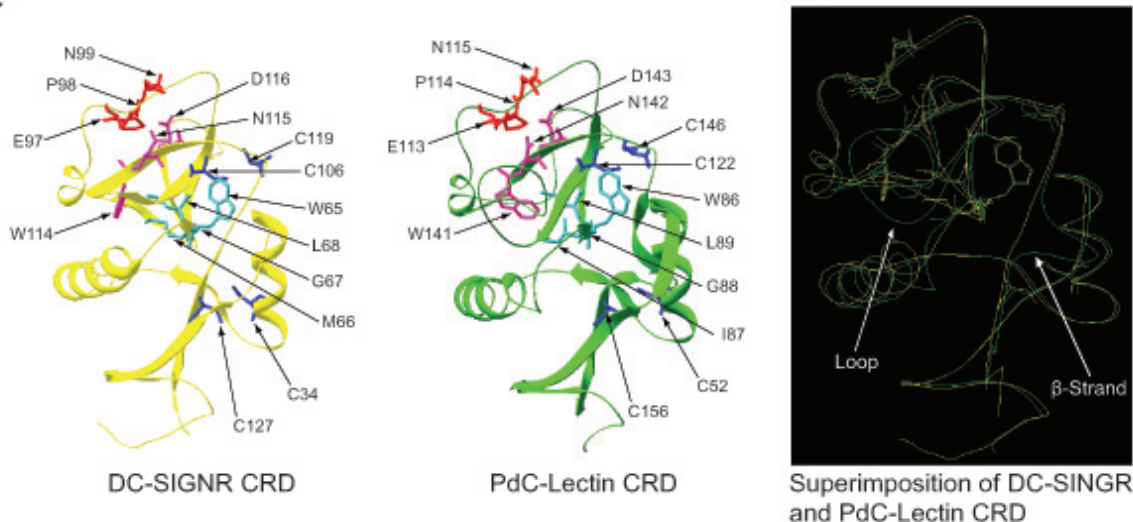 N99
P98
E97
D116
N115
C119
C106
W65
W114
L68
G67
M66
C34
C127
DC-SIGNR CRD
N115
P114
E113
D143
N142
C146
C122
W86
W141
L89
G88
I87
C52
C156
PdC-Lectin CRD
Loop
β-Strand
Superimposition of DC-SINGR
and PdC-Lectin CRD